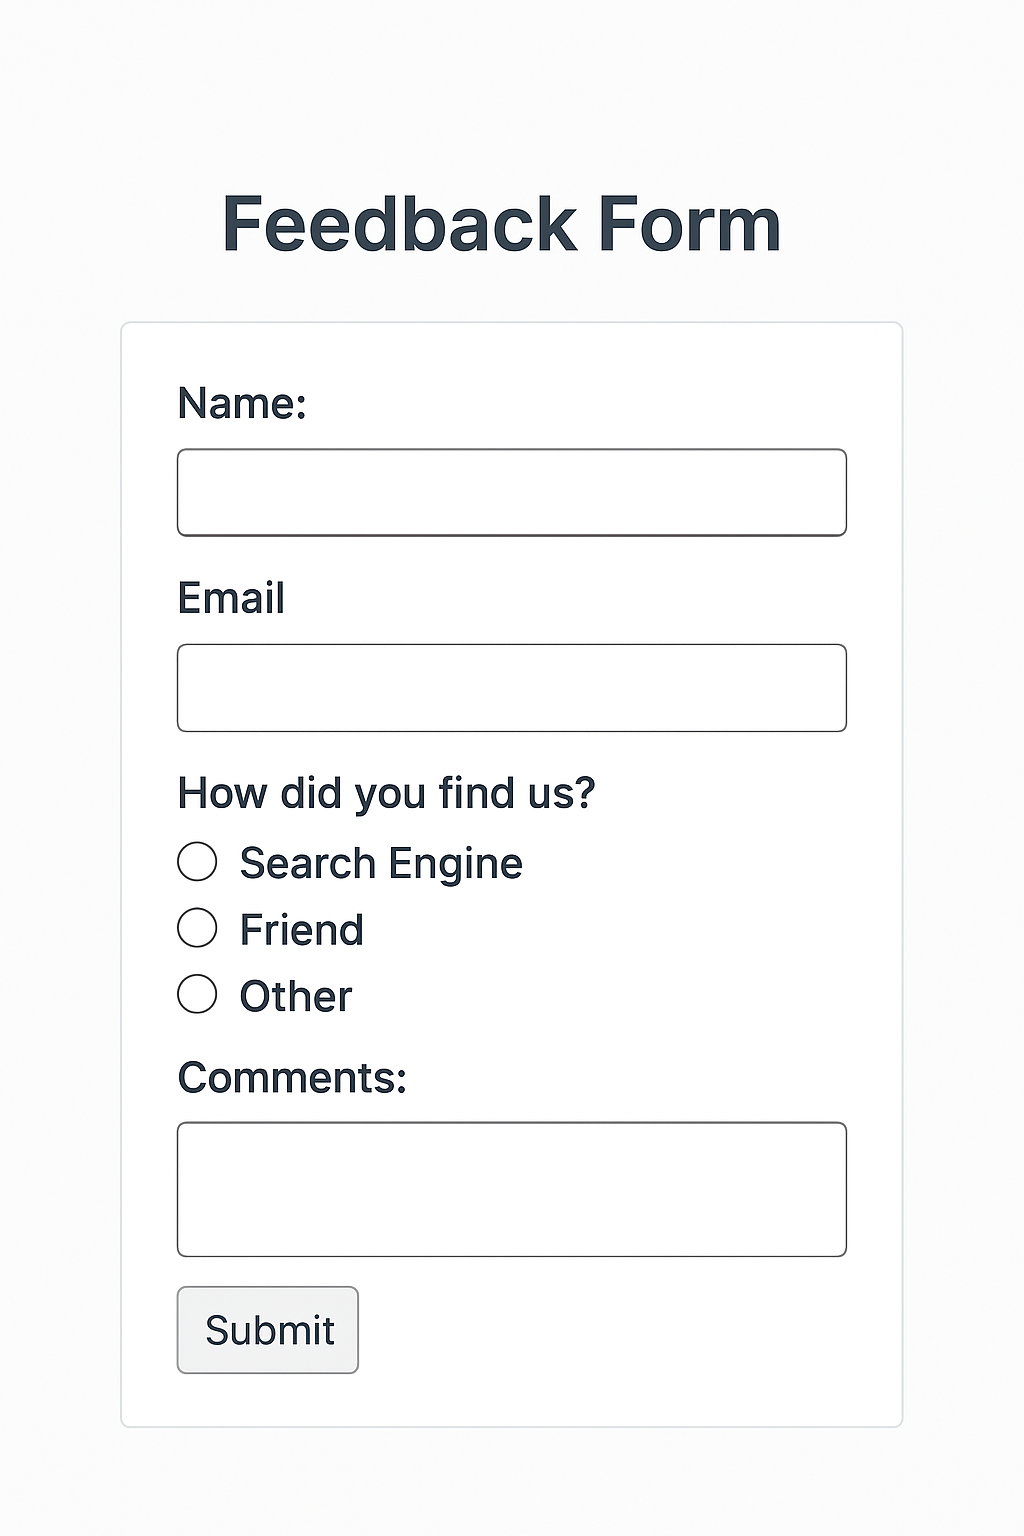 Feedback Form
Name:
Email
How did you find us?
Search Engine
Friend
Other
Comments:
Submit